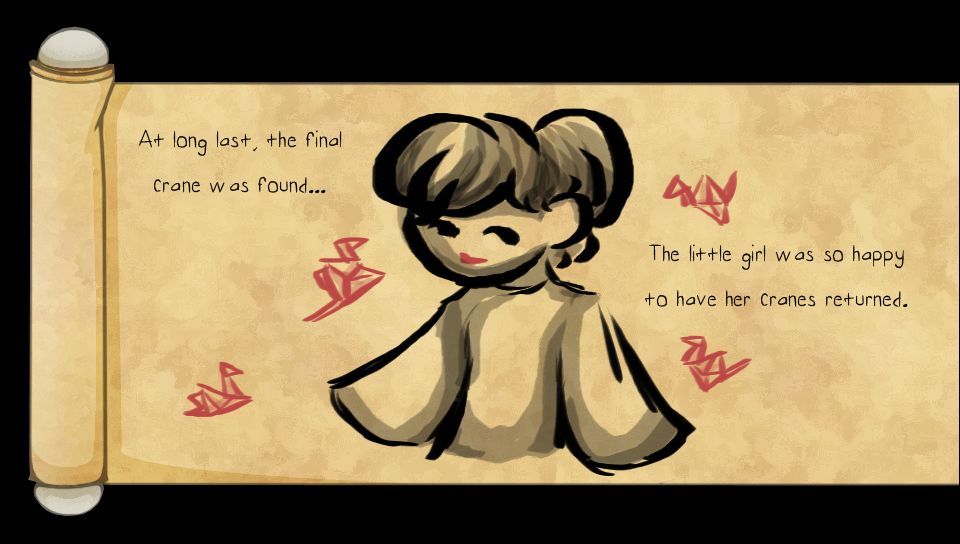 At long last, the final
Crane was found...
The little girl was so happy
to have her Cranes returned.